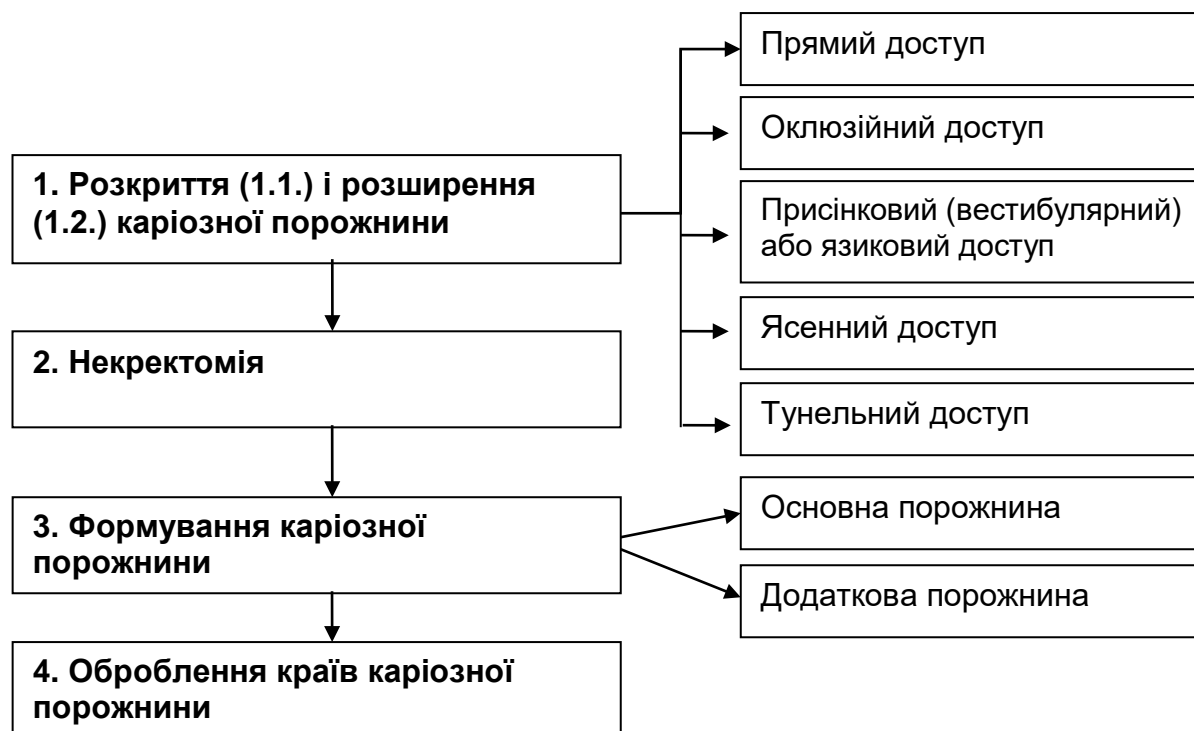 1. Розкриття (1.1.) і розширення
(1.2.) каріозної порожнини
2. Некректомія
3. Формування каріозної
порожнини
4. Оброблення країв каріозної
порожнини
Прямий доступ
Оклюзійний доступ
Присінковий (вестибулярний)
або язиковий доступ
Ясенний доступ
Тунельний доступ
Основна порожнина
Додаткова порожнина